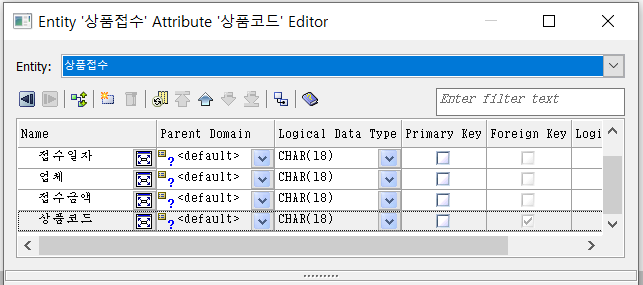 Entity '상품접수' Attribute '상품코드' Editor
Entity: 상품접수
Enter filter text
Name Parent Domain Logical Data Type Primary Key Foreign Key Logi
접수일자 <default> CHAR(18)
업체 <default> CHAR(18)
접수금액 <default> CHAR(18)
상품코드 <default> CHAR(18)